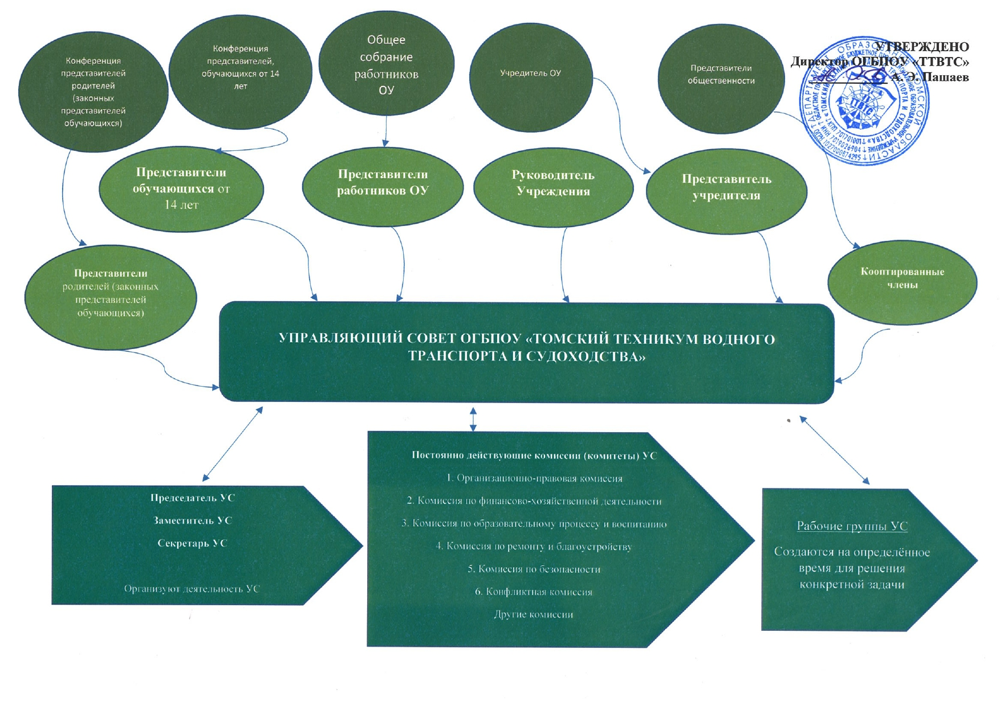 Конференция
представителей
родителей
(законных
представителей
обучающихся)
Конференция
представителей,
обучающихся от 14
лет
Общее
собрание
работников
ОУ
Учредитель ОУ
Представители
общественности
УТВЕРЖДЕНО
Директор ОГБПОУ «ТТВТС»
А. Э. Пашаев
Представители
обучающихся от
14 лет
Представители
работников ОУ
Руководитель
Учреждения
Представитель
учредителя
Представители
родителей (законных
представителей
обучающихся)
Кооптированные
члены
УПРАВЛЯЮЩИЙ СОВЕТ ОГБПОУ «ТОМСКИЙ ТЕХНИКУМ ВОДНОГО
ТРАНСПОРТА И СУДОХОДСТВА»
Председатель УС
Заместитель УС
Секретарь УС
Организуют деятельность УС
Постоянно действующие комиссии (комитеты) УС
1. Организационно-правовая комиссия
2. Комиссия по финансово-хозяйственной деятельности
3. Комиссия по образовательному процессу и воспитанию
4. Комиссия по ремонту и благоустройству
5. Комиссия по безопасности
6. Конфликтная комиссия
Другие комиссии
Рабочие группы УС
Создаются на определённое
время для решения
конкретной задачи
ТТВТС